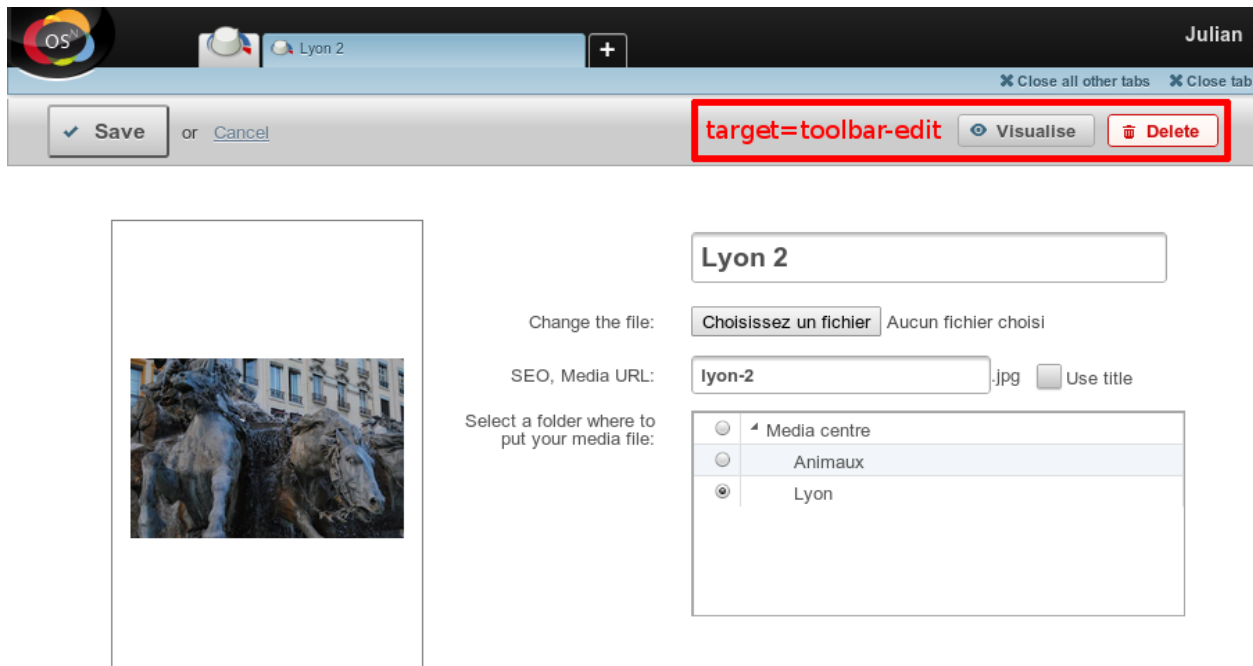 OS N
Julian
Lyon 2
+
Close all other tabs Close tab
Save or Cancel
target=toolbar-edit Visualise Delete
Lyon 2
Change the file: Choisissez un fichier Aucun fichier choisi
SEO, Media URL: lyon-2 .jpg Use title
Select a folder where to
put your media file:
Media centre
Animaux
Lyon